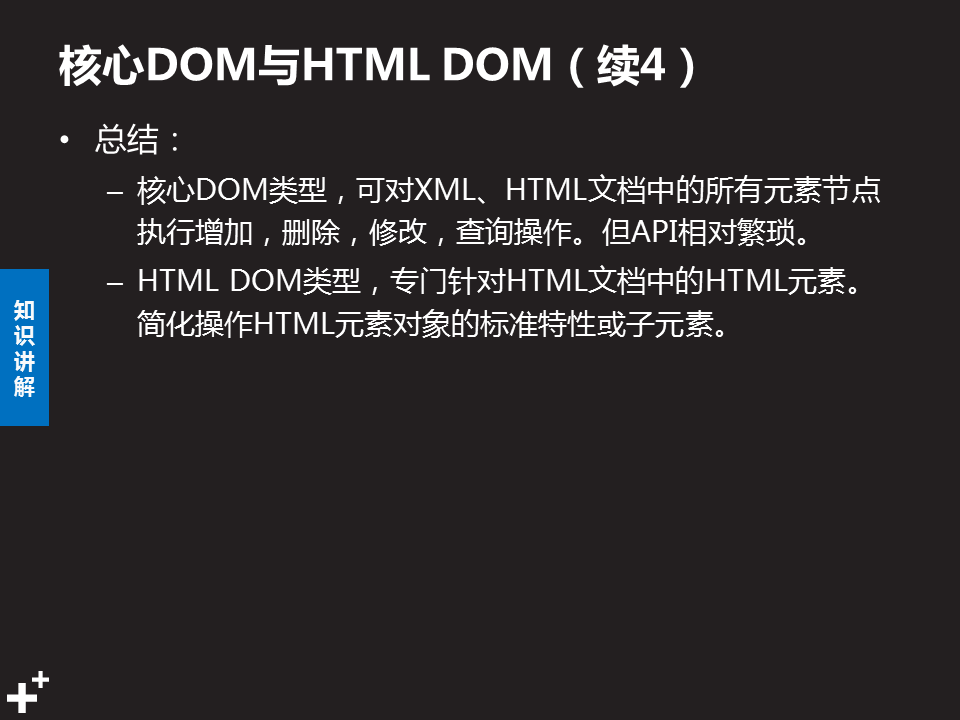 核心DOM与HTML DOM（续4）
• 总结：
– 核心DOM类型，可对XML、HTML文档中的所有元素节点
执行增加，删除，修改，查询操作。但API相对繁琐。
– HTML DOM类型，专门针对HTML文档中的HTML元素。
简化操作HTML元素对象的标准特性或子元素。
知
识
讲
解